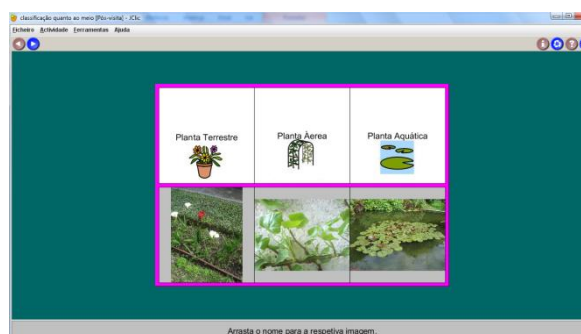 classificação quanto ao meio [Pós-visita] - JClic
Ficheiro Actividade Ferramentas Ajuda
Planta Terrestre
Planta Àerea
Planta Aquática
Arrasta o nome para a respetiva imagem.